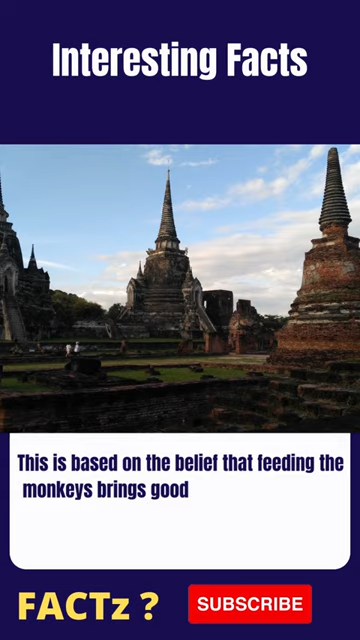 Interesting Facts
This is based on the belief that feeding the
monkeys brings good
FACTz ?
SUBSCRIBE